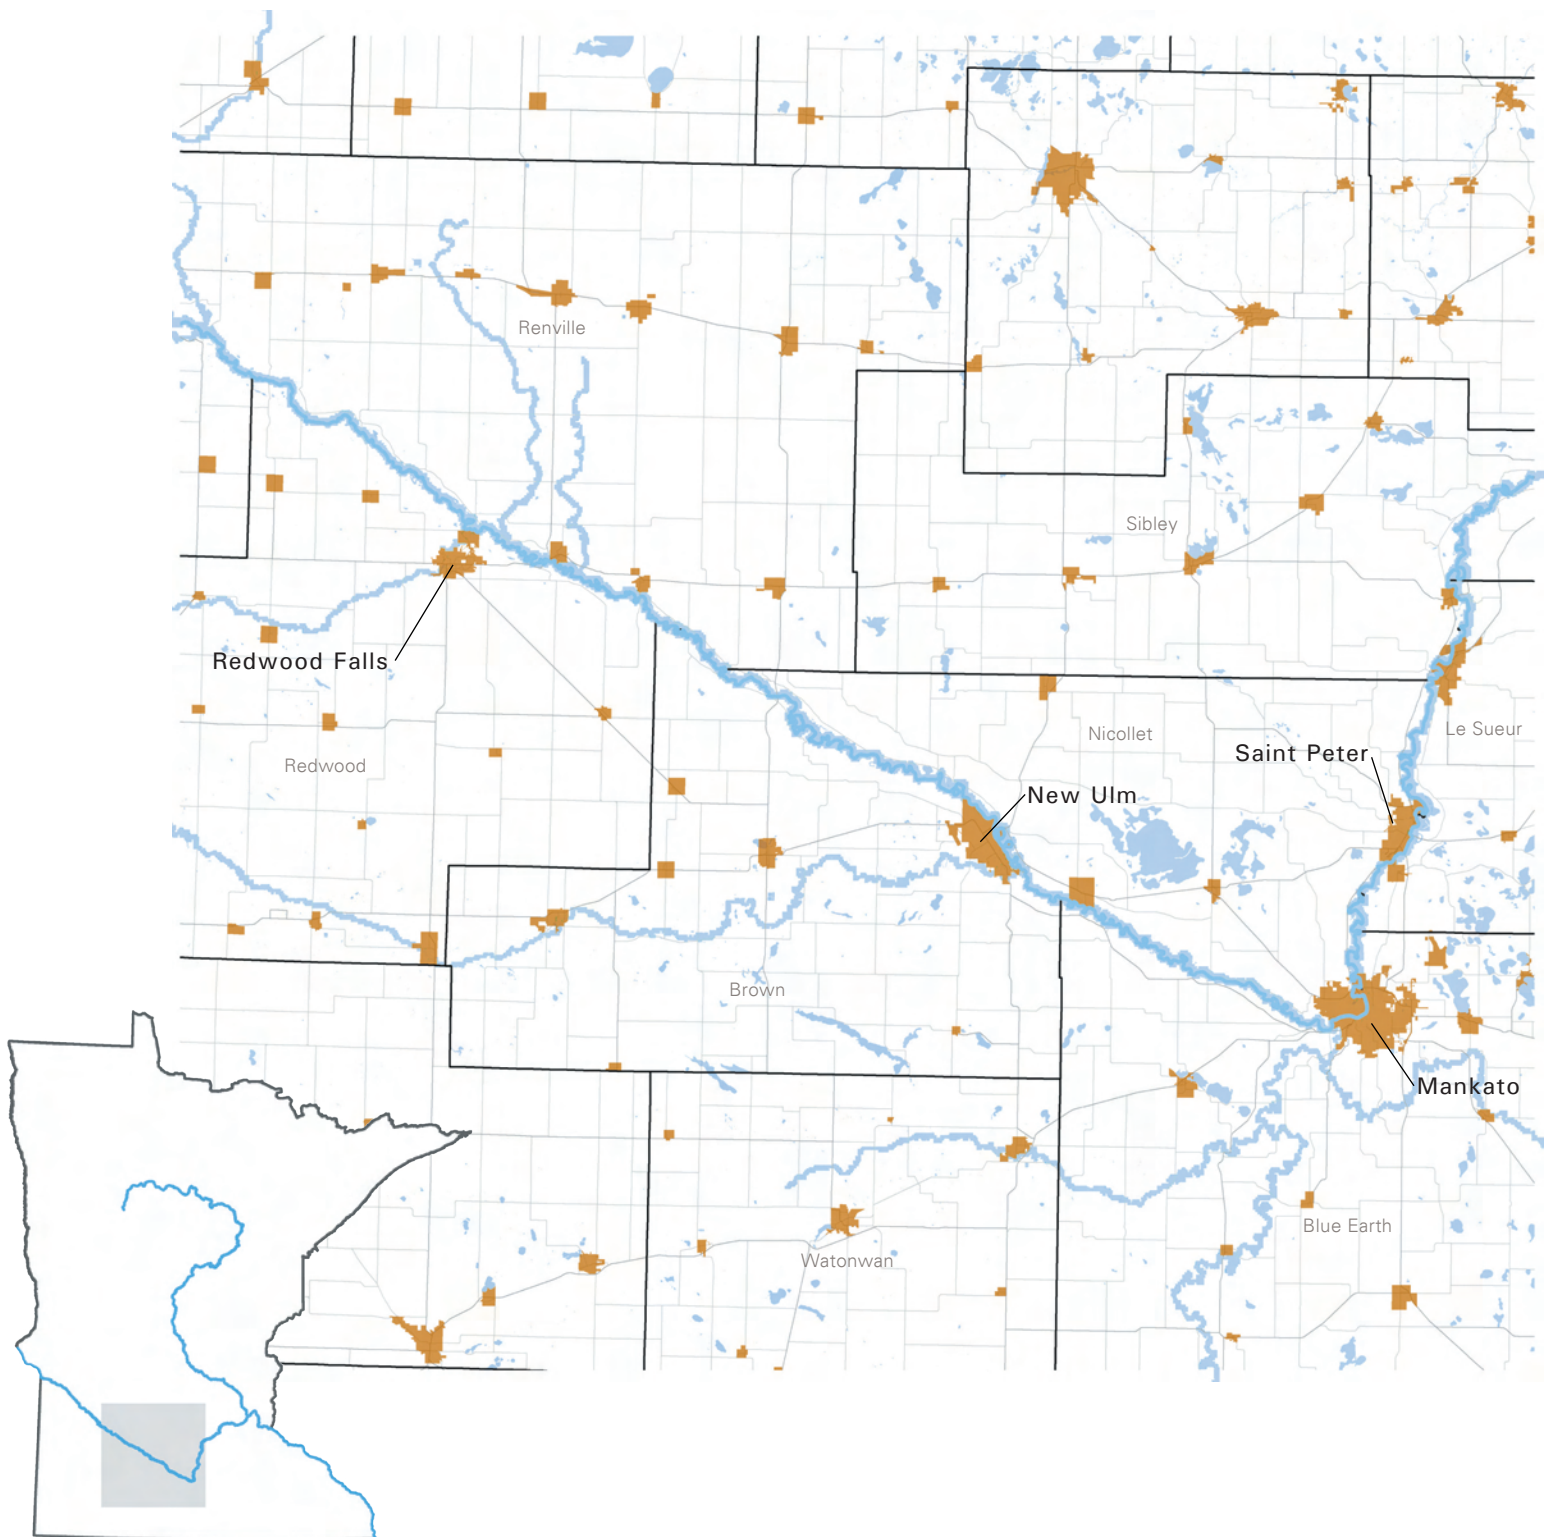 Renville
Sibley
Redwood Falls
Le Sueur
Nicollet
Saint Peter
Redwood
New Ulm
Brown
Mankato
Blue Earth
Watonwan